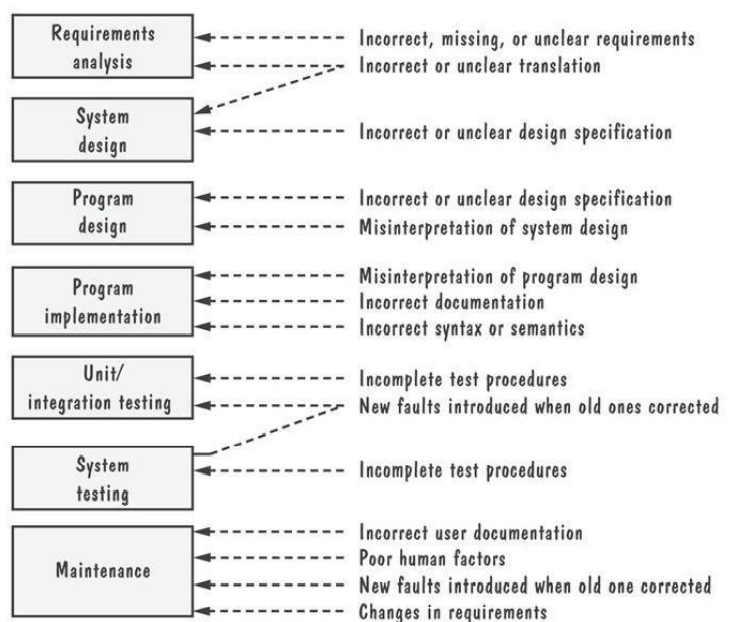 Requirements
analysis
Incorrect, missing, or unclear requirements
Incorrect or unclear translation
System
design
Incorrect or unclear design specification
Program
design
Incorrect or unclear design specification
Misinterpretation of system design
Program
implementation
Misinterpretation of program design
Incorrect documentation
Incorrect syntax or semantics
Unit/
integration testing
Incomplete test procedures
New faults introduced when old ones corrected
System
testing
Incomplete test procedures
Maintenance
Incorrect user documentation
Poor human factors
New faults introduced when old one corrected
Changes in requirements